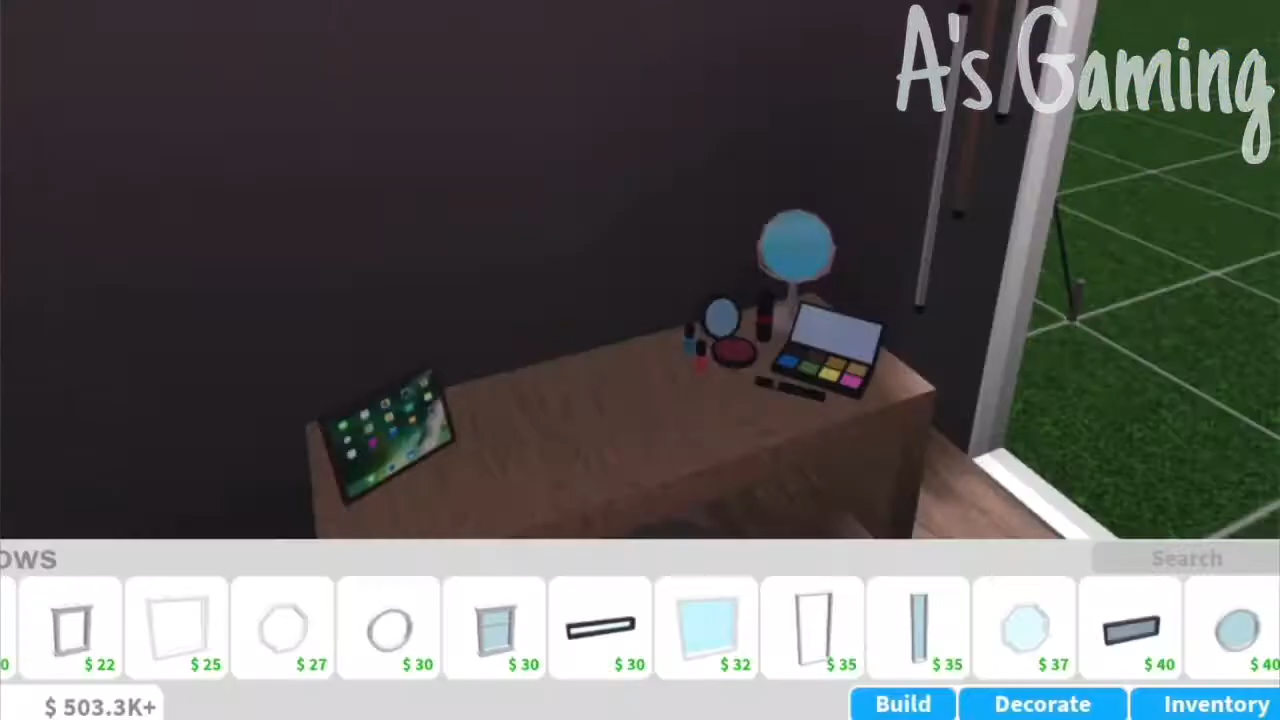 A's Gaming
OWS
Search
0 $ 22 $ 25 $ 27 $ 30 $ 30 $ 30 $ 32 $ 35 $ 35 $ 37 $ 40 $ 40
$ 503.3K+
Build Decorate Inventory